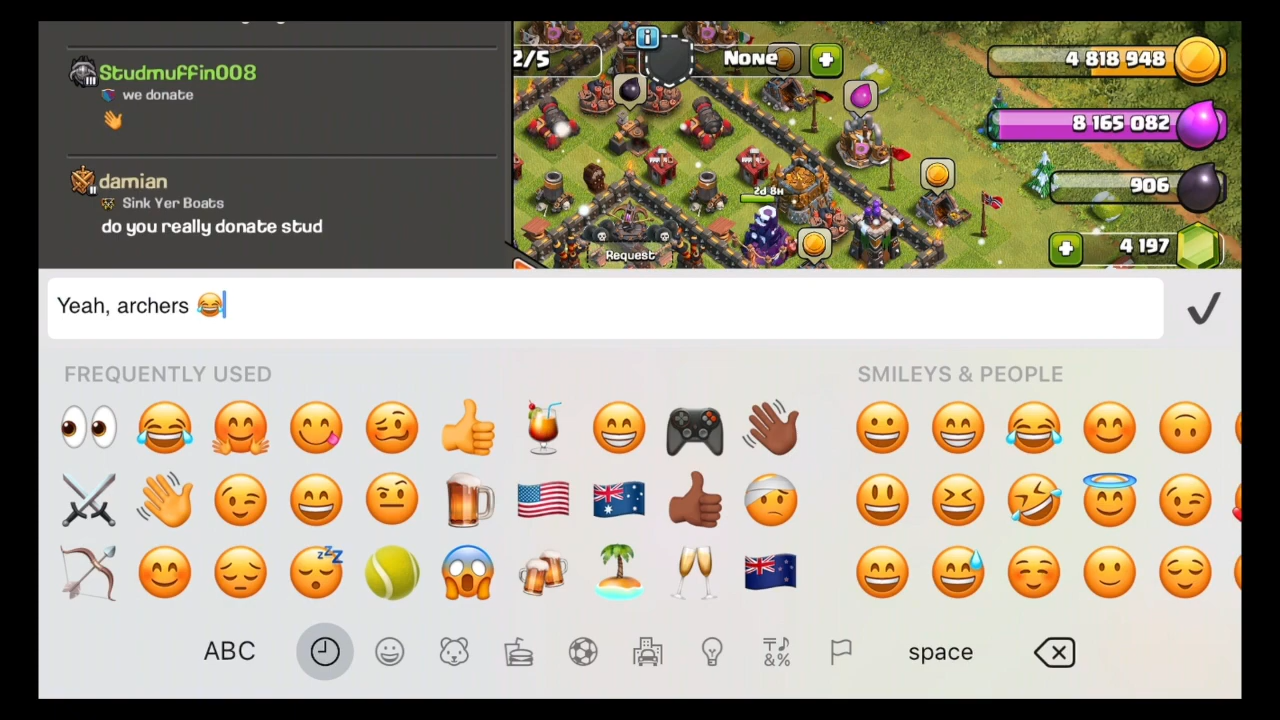 Studmuffin008
we donate
damian
Sink Yer Boats
do you really donate stud
2/5
None
4 818 948
8 165 082
906
4 197
2d 8H
Request
Yeah, archers 😂
FREQUENTLY USED
SMILEYS & PEOPLE
ABC
space